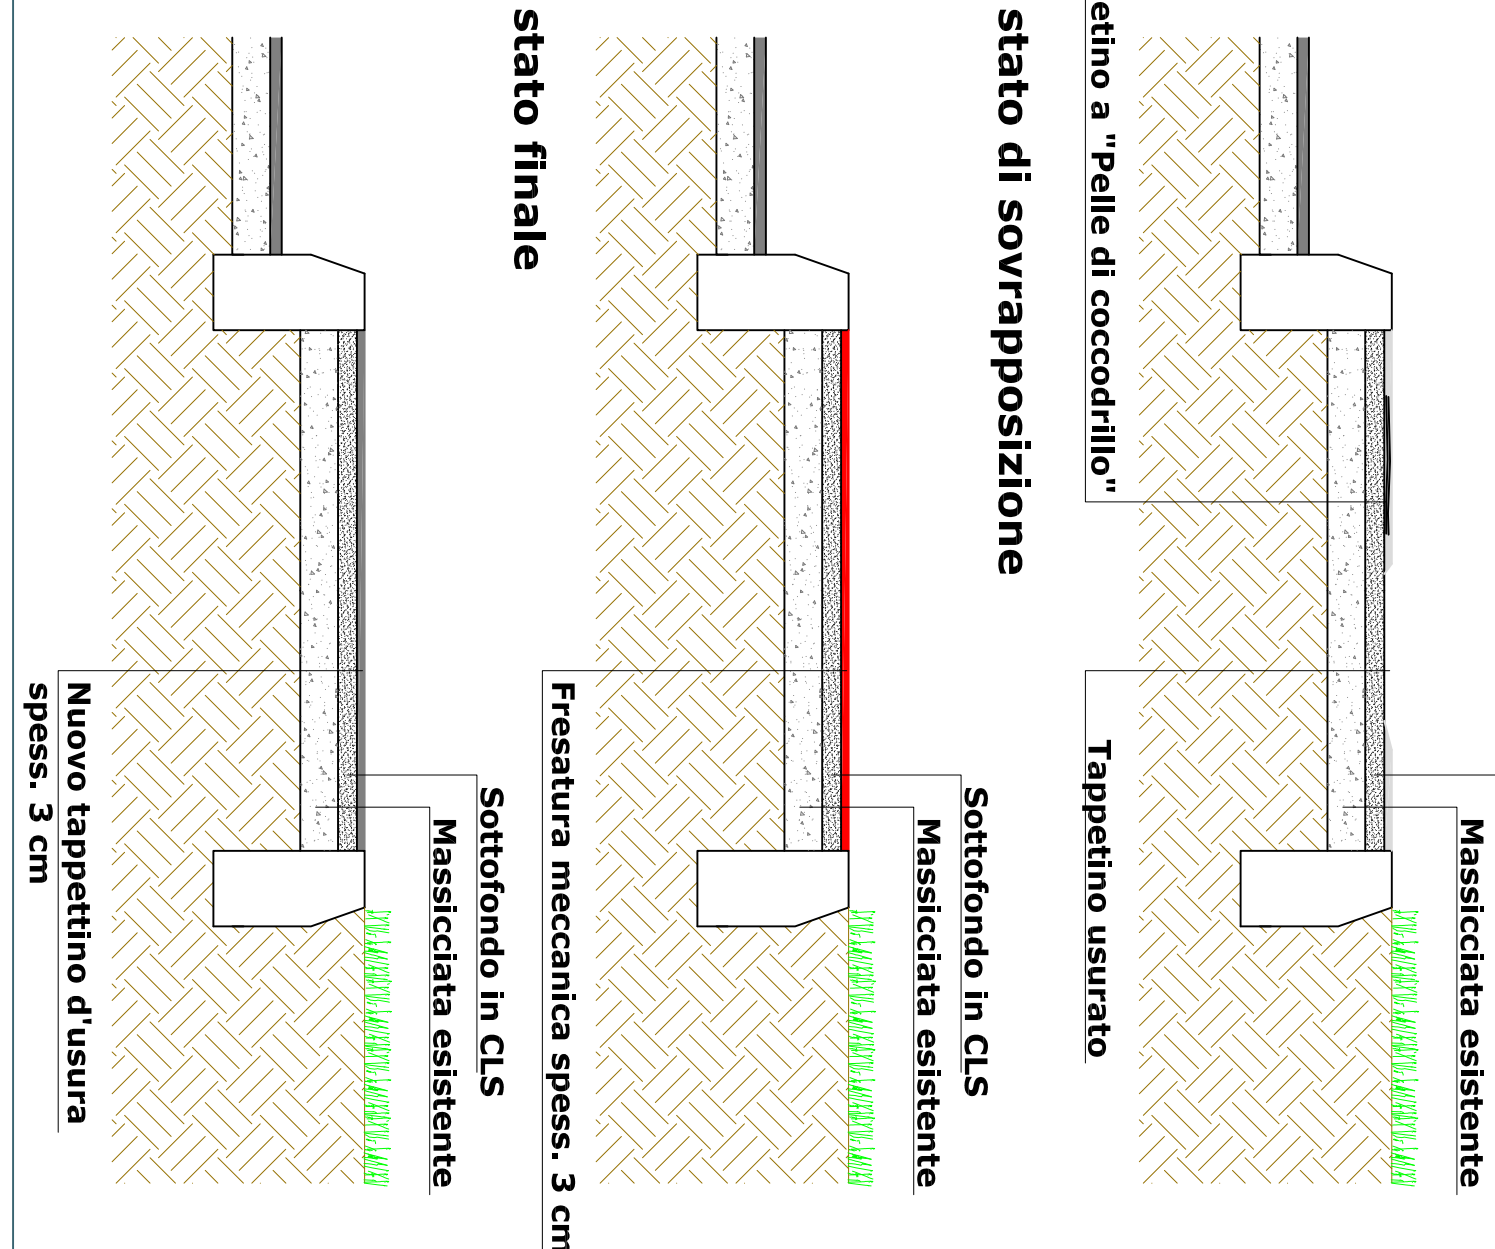 etino a "Pelle di coccodrillo"
Tappetino usurato
Massicciata esistente
stato di sovrapposizione
Sottofondo in CLS
Massicciata esistente
Fresatura meccanica spess. 3 cm
stato finale
Sottofondo in CLS
Massicciata esistente
Nuovo tappettino d'usura
spess. 3 cm